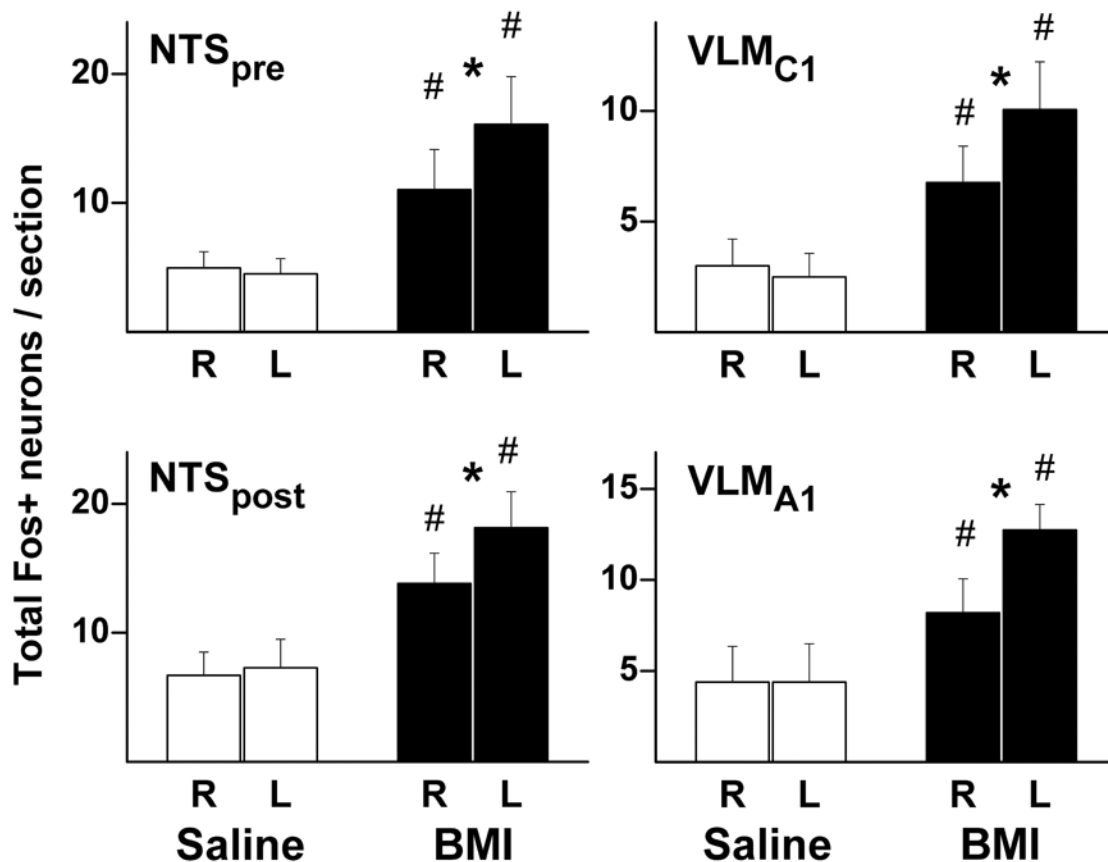 Total Fos+ neurons / section
NTSpre
#
*
#
20
10
R L R L
VLMC1
#
*
#
10
5
R L R L
NTSpost
#
*
#
20
10
R L R L
Saline BMI
VLMA1
#
*
#
15
10
5
R L R L
Saline BMI